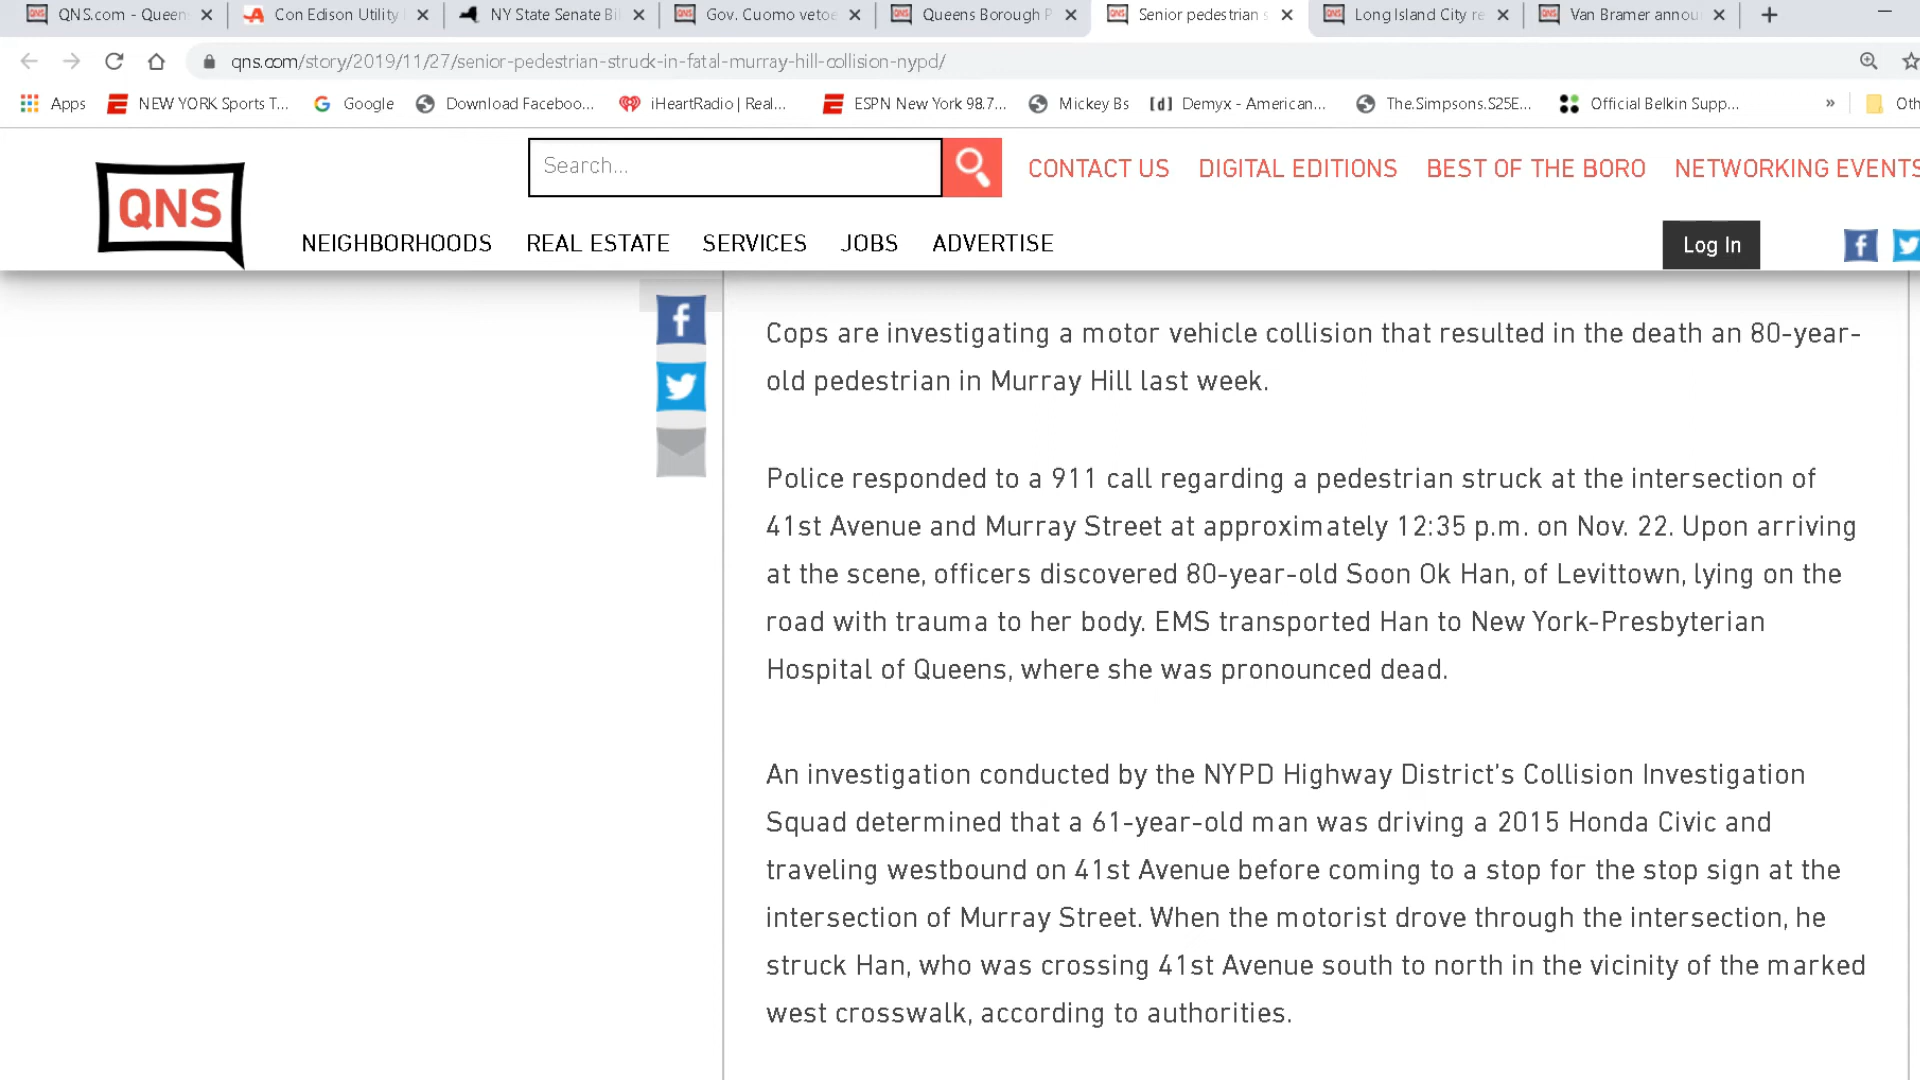 QNS.com - Queen
Con Edison Utility
NY State Senate Bi
Gov. Cuomo vetoe
Queens Borough P
Senior pedestrian s
Long Island City re
Van Bramer annou
qns.com/story/2019/11/27/senior-pedestrian-struck-in-fatal-murray-hill-collision-nypd/
Apps
NEW YORK Sports T...
Google
Download Faceboo...
iHeartRadio | Real...
ESPN New York 98.7...
Mickey Bs
[d] Demyx - American...
The.Simpsons.S25E...
Official Belkin Supp...
»
Oth
QNS
Search...
CONTACT US
DIGITAL EDITIONS
BEST OF THE BORO
NETWORKING EVENTS
NEIGHBORHOODS
REAL ESTATE
SERVICES
JOBS
ADVERTISE
Log In
Cops are investigating a motor vehicle collision that resulted in the death an 80-year-
old pedestrian in Murray Hill last week.
Police responded to a 911 call regarding a pedestrian struck at the intersection of
41st Avenue and Murray Street at approximately 12:35 p.m. on Nov. 22. Upon arriving
at the scene, officers discovered 80-year-old Soon Ok Han, of Levittown, lying on the
road with trauma to her body. EMS transported Han to New York-Presbyterian
Hospital of Queens, where she was pronounced dead.
An investigation conducted by the NYPD Highway District’s Collision Investigation
Squad determined that a 61-year-old man was driving a 2015 Honda Civic and
traveling westbound on 41st Avenue before coming to a stop for the stop sign at the
intersection of Murray Street. When the motorist drove through the intersection, he
struck Han, who was crossing 41st Avenue south to north in the vicinity of the marked
west crosswalk, according to authorities.